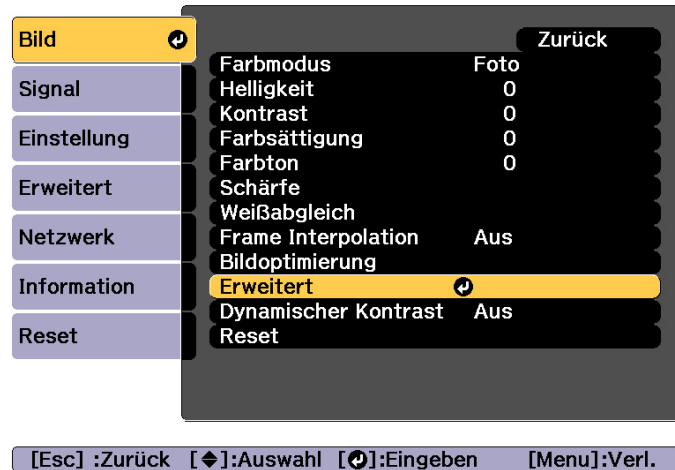 Bild
Signal
Einstellung
Erweitert
Netzwerk
Information
Reset
Zurück
Farbmodus Foto
Helligkeit 0
Kontrast 0
Farbsättigung 0
Farbton 0
Schärfe
Weißabgleich
Frame Interpolation Aus
Bildoptimierung
Erweitert
Dynamischer Kontrast Aus
Reset
[Esc] :Zurück [◆]:Auswahl [↵]:Eingeben [Menu]:Verl.